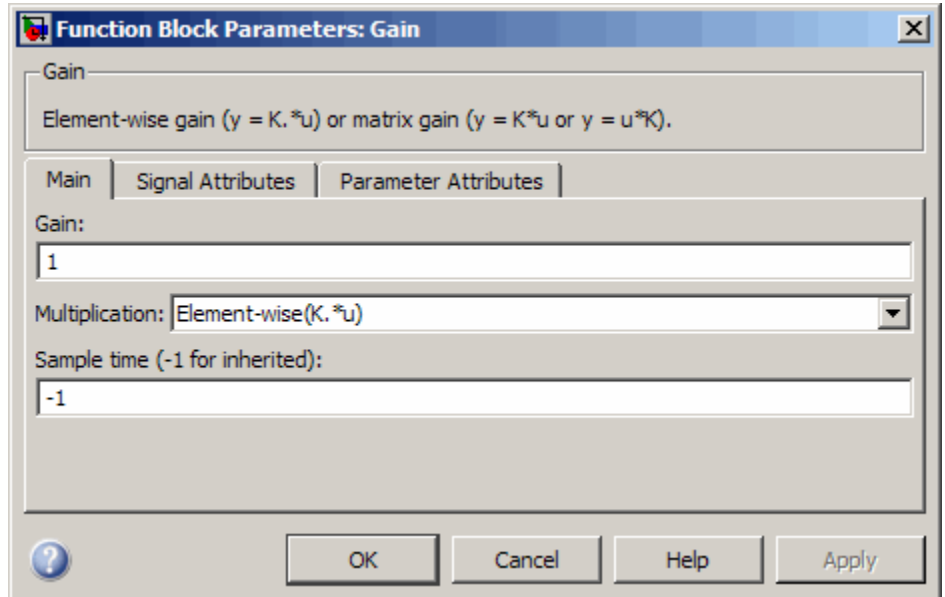 Function Block Parameters: Gain
Gain
Element-wise gain (y = K.*u) or matrix gain (y = K*u or y = u*K).
Main Signal Attributes Parameter Attributes
Gain:
1
Multiplication: Element-wise(K.*u)
Sample time (-1 for inherited):
-1
OK Cancel Help Apply